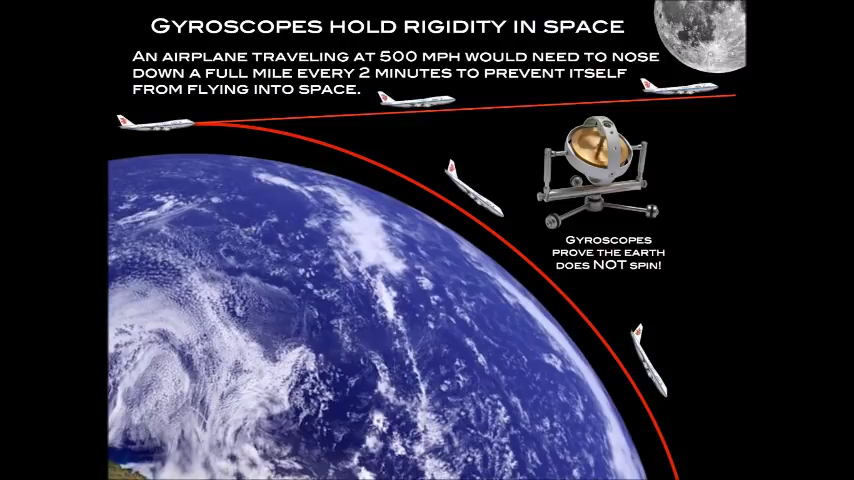 GYROSCOPES HOLD RIGIDITY IN SPACE
AN AIRPLANE TRAVELING AT 500 MPH WOULD NEED TO NOSE
DOWN A FULL MILE EVERY 2 MINUTES TO PREVENT ITSELF
FROM FLYING INTO SPACE.
GYROSCOPES
PROVE THE EARTH
DOES NOT SPIN!